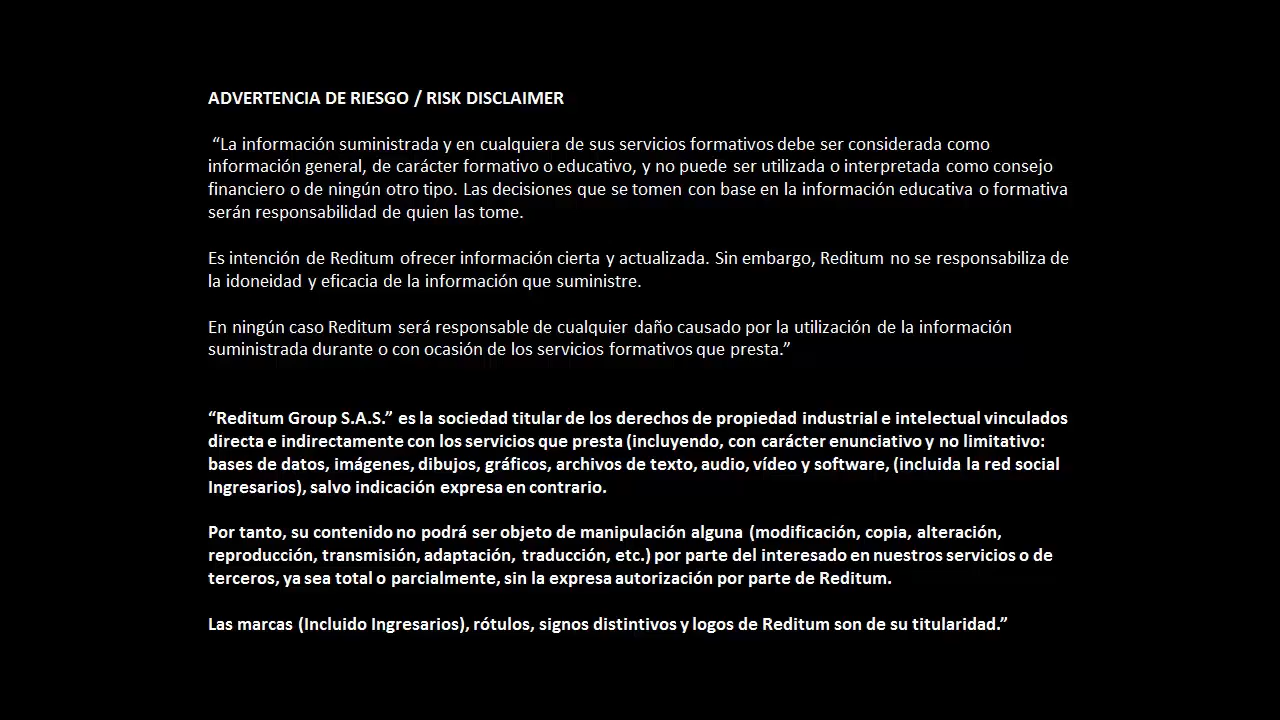 ADVERTENCIA DE RIESGO / RISK DISCLAIMER
“La información suministrada y en cualquiera de sus servicios formativos debe ser considerada como
información general, de carácter formativo o educativo, y no puede ser utilizada o interpretada como consejo
financiero o de ningún otro tipo. Las decisiones que se tomen con base en la información educativa o formativa
serán responsabilidad de quien las tome.
Es intención de Reditum ofrecer información cierta y actualizada. Sin embargo, Reditum no se responsabiliza de
la idoneidad y eficacia de la información que suministre.
En ningún caso Reditum será responsable de cualquier daño causado por la utilización de la información
suministrada durante o con ocasión de los servicios formativos que presta.”
“Reditum Group S.A.S.” es la sociedad titular de los derechos de propiedad industrial e intelectual vinculados
directa e indirectamente con los servicios que presta (incluyendo, con carácter enunciativo y no limitativo:
bases de datos, imágenes, dibujos, gráficos, archivos de texto, audio, vídeo y software, (incluida la red social
Ingresarios), salvo indicación expresa en contrario.
Por tanto, su contenido no podrá ser objeto de manipulación alguna (modificación, copia, alteración,
reproducción, transmisión, adaptación, traducción, etc.) por parte del interesado en nuestros servicios o de
terceros, ya sea total o parcialmente, sin la expresa autorización por parte de Reditum.
Las marcas (Incluido Ingresarios), rótulos, signos distintivos y logos de Reditum son de su titularidad.”